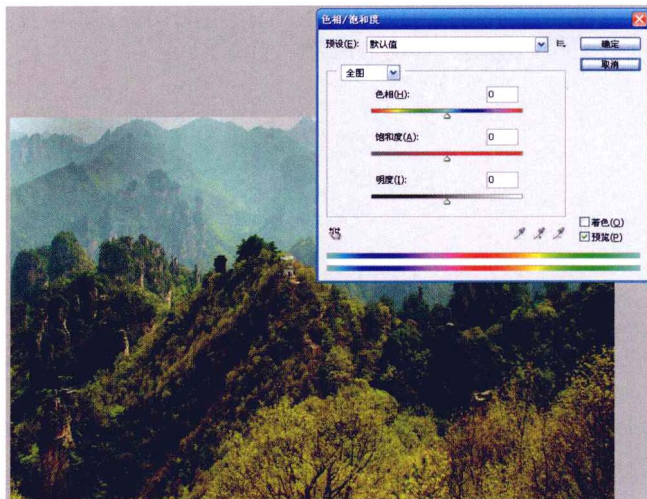 色相/饱和度
预设(E): 默认值
确定
取消
全图
色相(H): 0
饱和度(A): 0
明度(I): 0
着色(O)
预览(P)